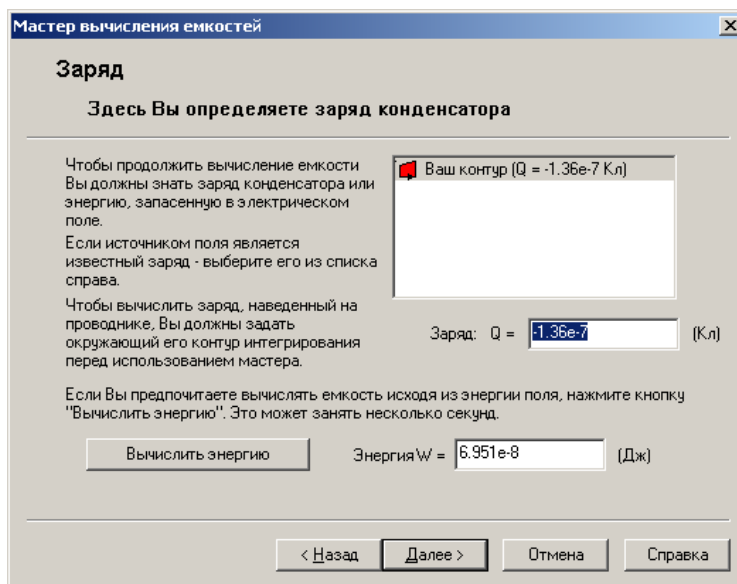 Мастер вычисления емкостей
Заряд
Здесь Вы определяете заряд конденсатора
Чтобы продолжить вычисление емкости
Вы должны знать заряд конденсатора или
энергию, запасенную в электрическом
поле.
Если источником поля является
известный заряд - выберите его из списка
справа.
Чтобы вычислить заряд, наведенный на
проводнике, Вы должны задать
окружающий его контур интегрирования
перед использованием мастера.
Ваш контур (Q = -1.36e-7 Кл)
Заряд: Q = -1.36e-7 (Кл)
Если Вы предпочитаете вычислять емкость исходя из энергии поля, нажмите кнопку
"Вычислить энергию". Это может занять несколько секунд.
Вычислить энергию Энергия W = 6.951e-8 (Дж)
< Назад Далее > Отмена Справка